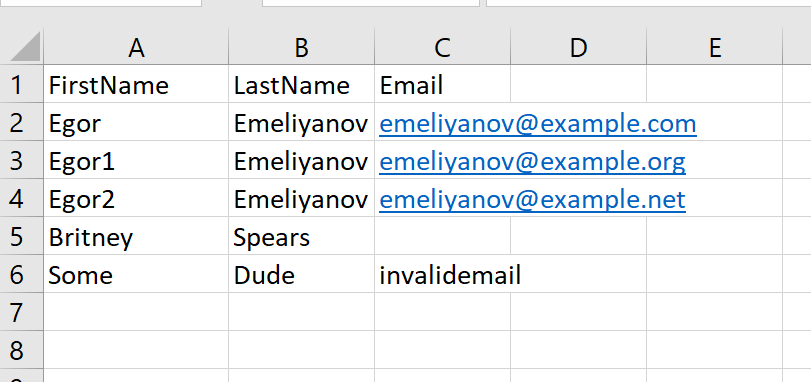 A B C D E
1 FirstName LastName Email
2 Egor Emeliyanov emeliyanov@example.com
3 Egor1 Emeliyanov emeliyanov@example.org
4 Egor2 Emeliyanov emeliyanov@example.net
5 Britney Spears
6 Some Dude invalidemail
7
8